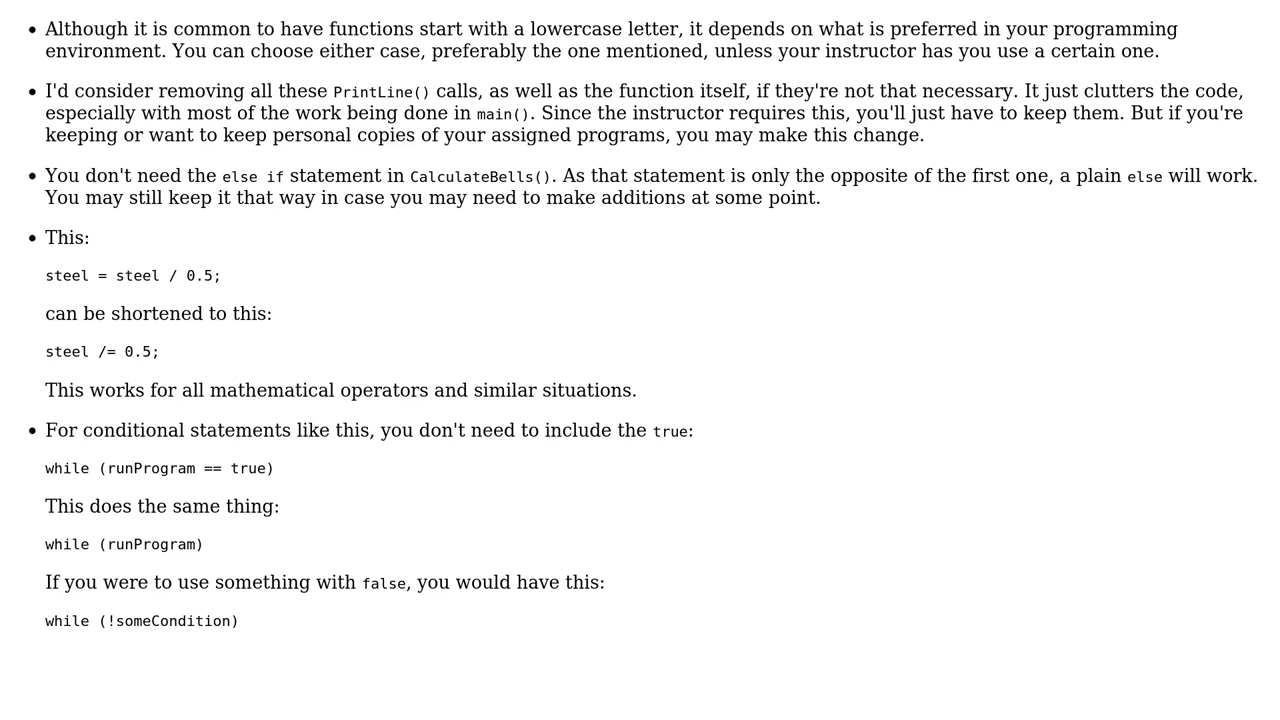 Although it is common to have functions start with a lowercase letter, it depends on what is preferred in your programming
environment. You can choose either case, preferably the one mentioned, unless your instructor has you use a certain one.
I'd consider removing all these PrintLine() calls, as well as the function itself, if they're not that necessary. It just clutters the code,
especially with most of the work being done in main(). Since the instructor requires this, you'll just have to keep them. But if you're
keeping or want to keep personal copies of your assigned programs, you may make this change.
You don't need the else if statement in CalculateBells(). As that statement is only the opposite of the first one, a plain else will work.
You may still keep it that way in case you may need to make additions at some point.
This:
steel = steel / 0.5;
can be shortened to this:
steel /= 0.5;
This works for all mathematical operators and similar situations.
For conditional statements like this, you don't need to include the true:
while (runProgram == true)
This does the same thing:
while (runProgram)
If you were to use something with false, you would have this:
while (!someCondition)